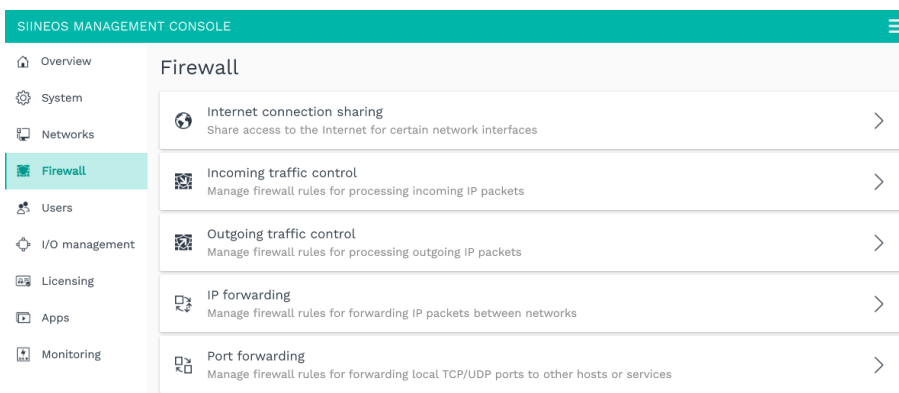 SIINEOS MANAGEMENT CONSOLE
Overview
System
Networks
Firewall
Users
I/O management
Licensing
Apps
Monitoring
Firewall
Internet connection sharing
Share access to the Internet for certain network interfaces
Incoming traffic control
Manage firewall rules for processing incoming IP packets
Outgoing traffic control
Manage firewall rules for processing outgoing IP packets
IP forwarding
Manage firewall rules for forwarding IP packets between networks
Port forwarding
Manage firewall rules for forwarding local TCP/UDP ports to other hosts or services